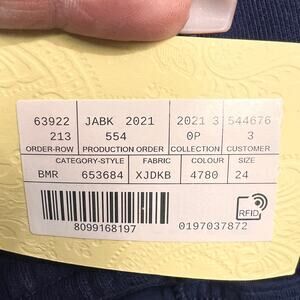 63922 JABK 2021 2021 3 544676
213 554 0P 3
ORDER-ROW PRODUCTION ORDER COLLECTION CUSTOMER
CATEGORY-STYLE FABRIC COLOUR SIZE
BMR 653684 XJDKB 4780 24
RFID
8099168197 0197037872